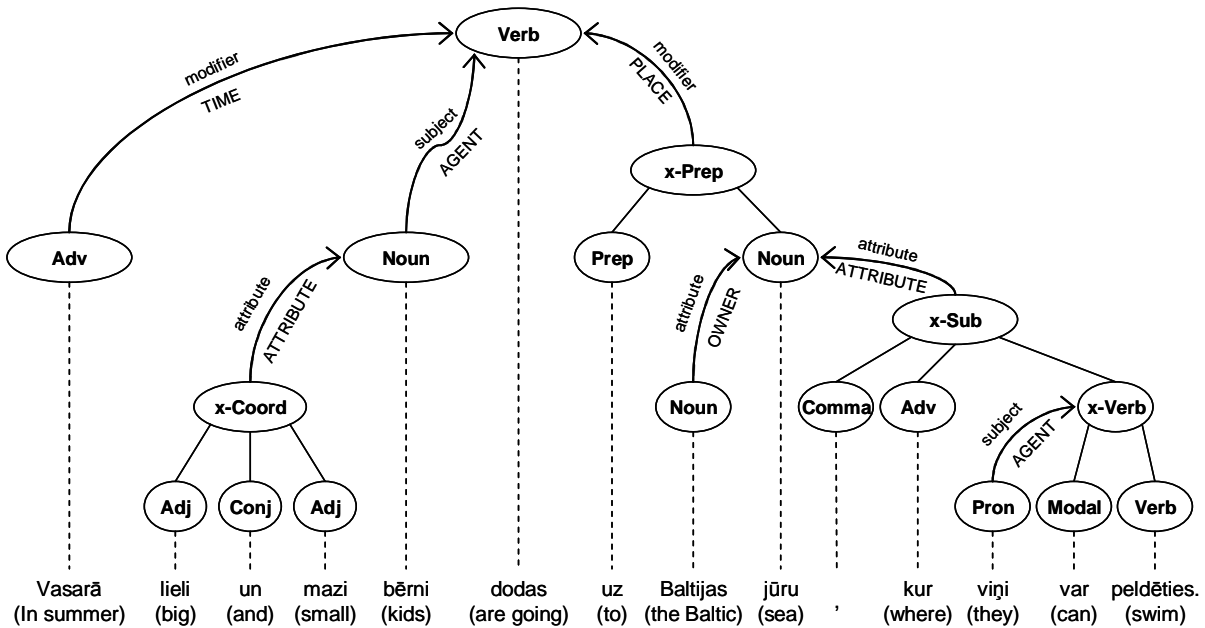 Verb
modifier
TIME
subject
AGENT
modifier
PLACE
x-Prep
Adv
Noun
Prep
Noun
attribute
ATTRIBUTE
attribute
OWNER
attribute
ATTRIBUTE
x-Sub
x-Coord
Noun
Comma
Adv
x-Verb
subject
AGENT
Adj
Conj
Adj
Pron
Modal
Verb
Vasarā lieli un mazi bērni dodas uz Baltijas jūru , kur viņi var peldēties.
(In summer) (big) (and) (small) (kids) (are going) (to) (the Baltic) (sea) (where) (they) (can) (swim)